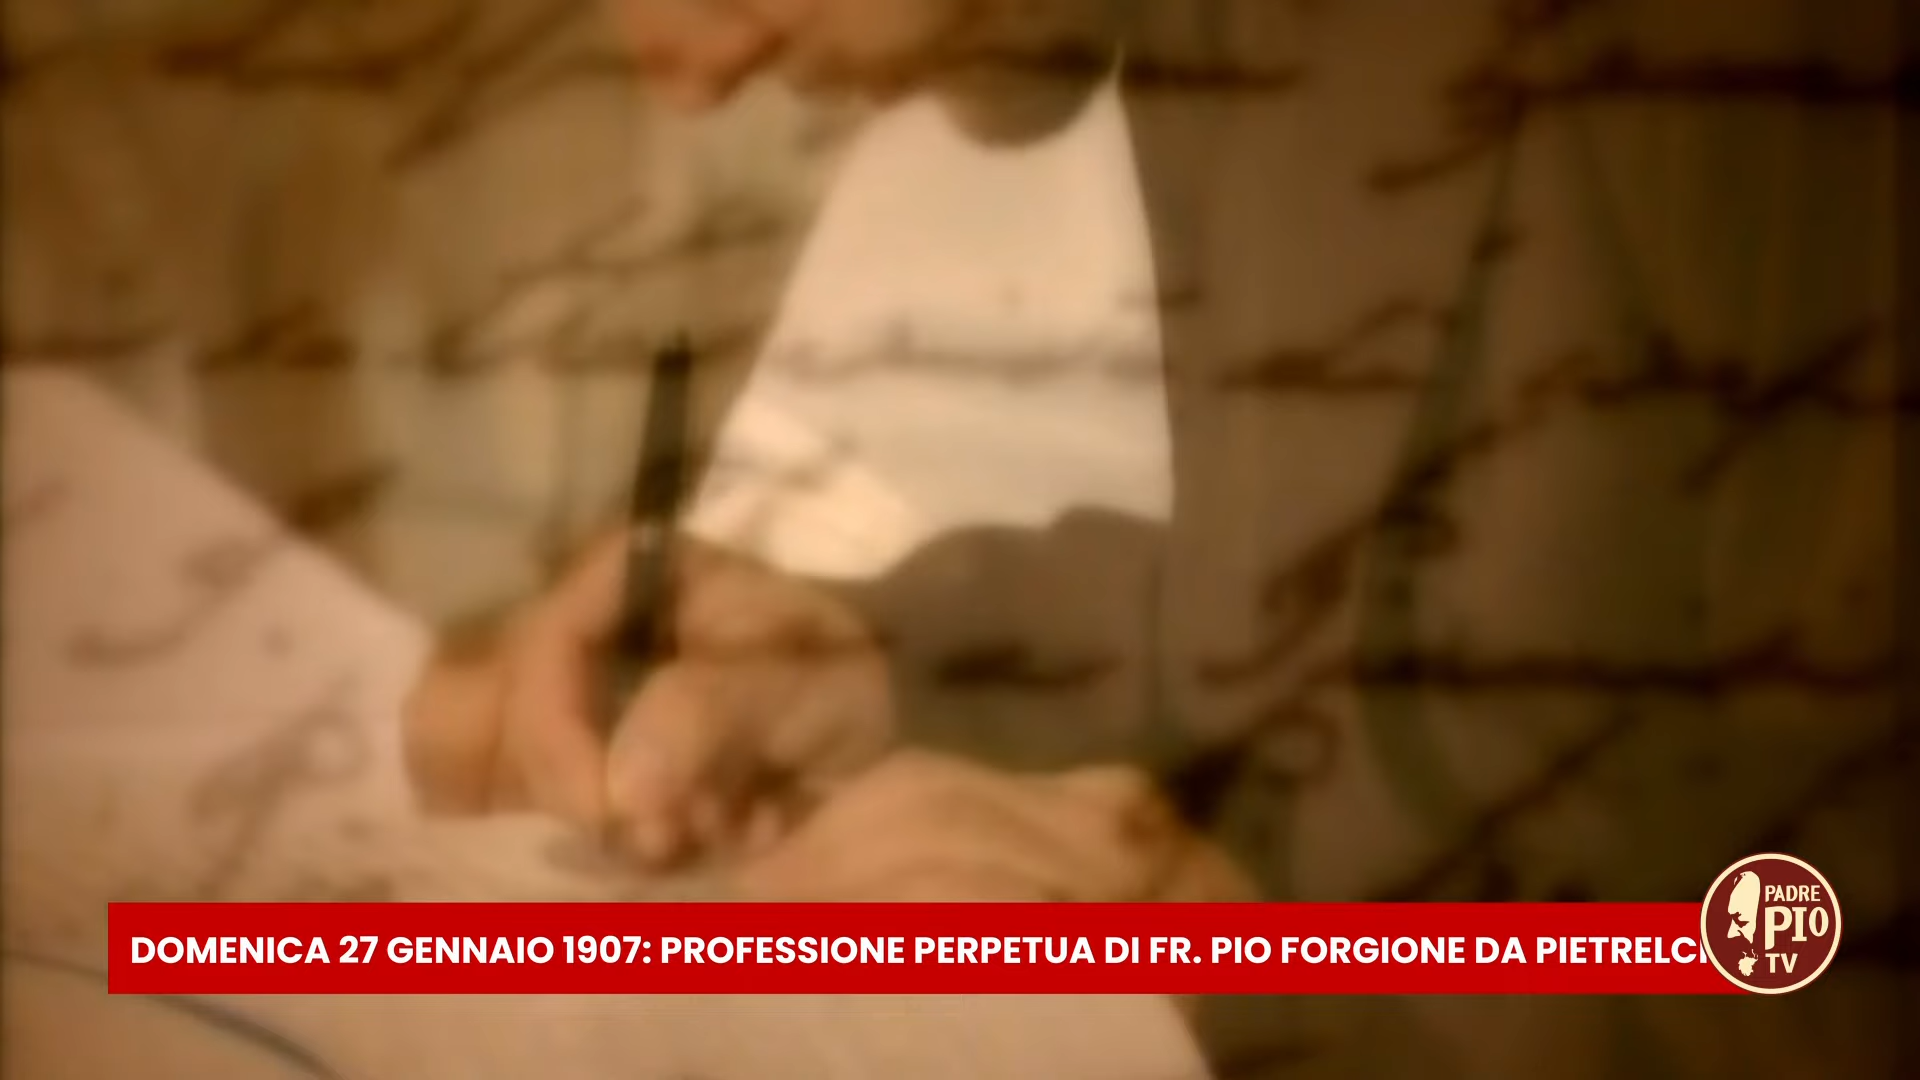 DOMENICA 27 GENNAIO 1907: PROFESSIONE PERPETUA DI FR. PIO FORGIONE DA PIETRELCI
PADRE
PIO
TV